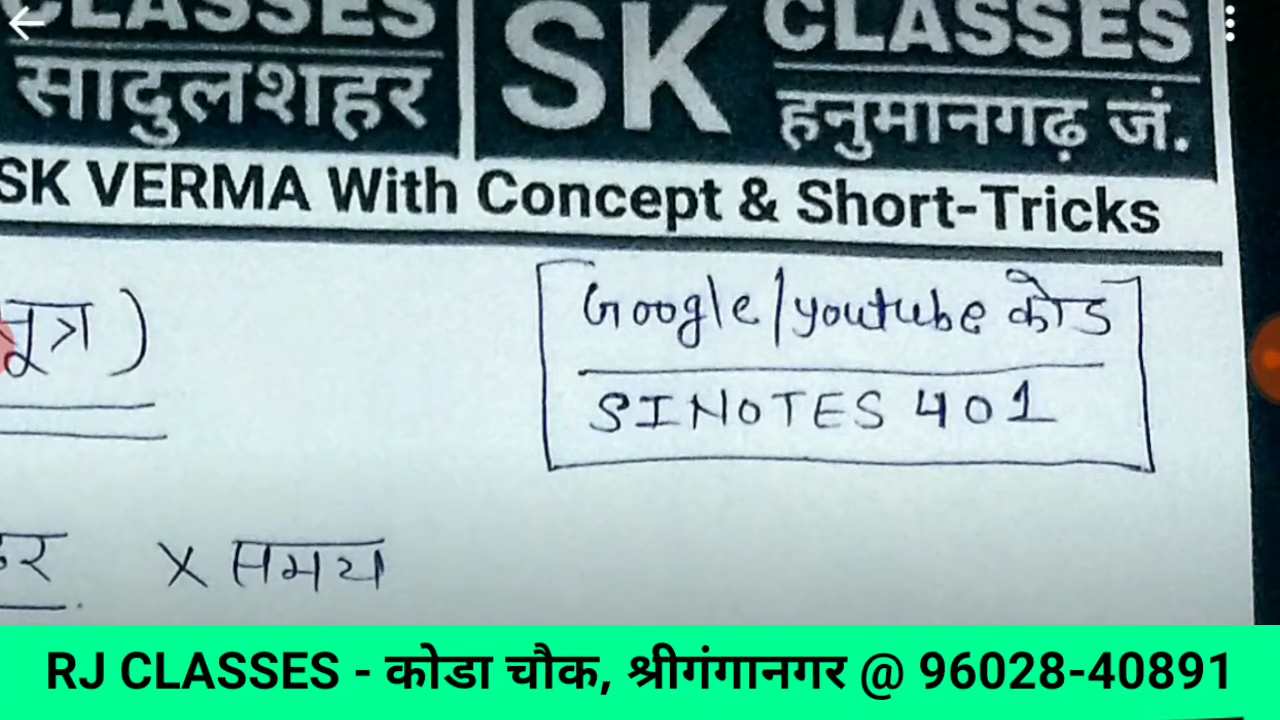 CLASSES
सादुलशहर
SK CLASSES
हनुमानगढ़ जं.
SK VERMA With Concept & Short-Tricks
Google/youtube कोड
SINOTES 401
× समय
RJ CLASSES - कोडा चौक, श्रीगंगानगर @ 96028-40891